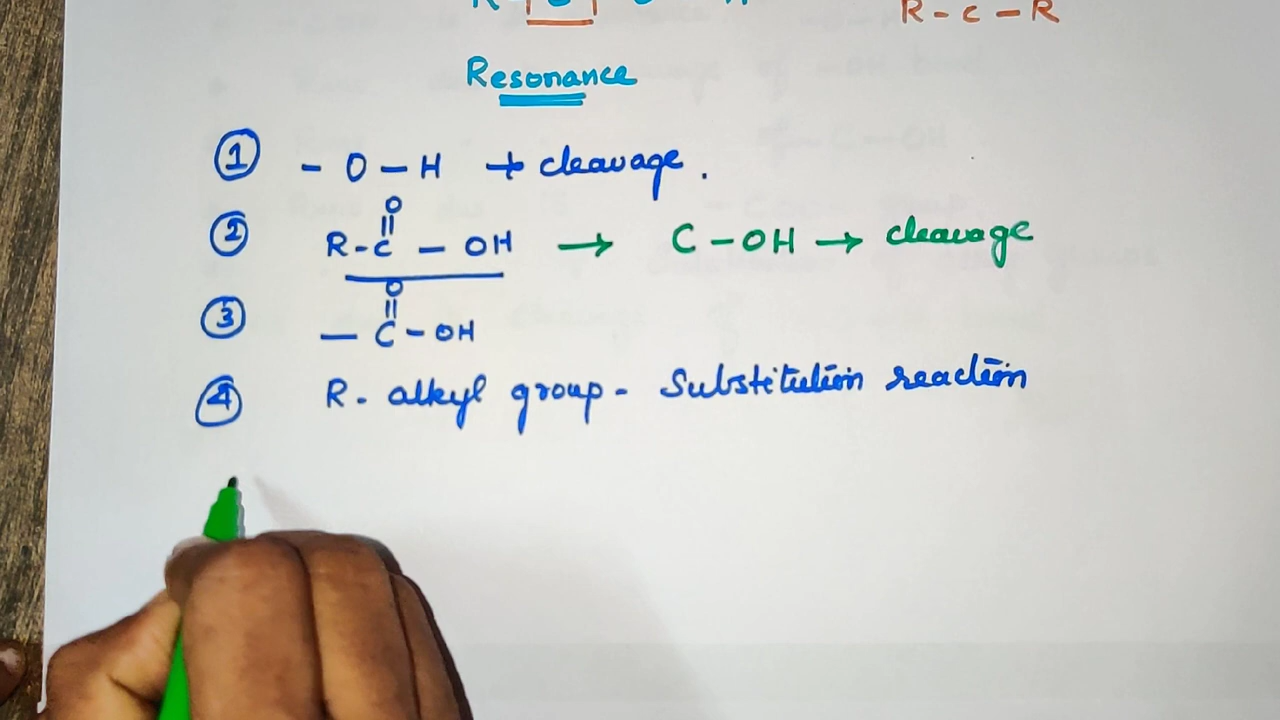 R - C - R
Resonance
① - O - H → cleavage.
② R - C(=O) - OH → C - OH → cleavage
③ - C(=O) - OH
④ R - alkyl group - Substitution reaction